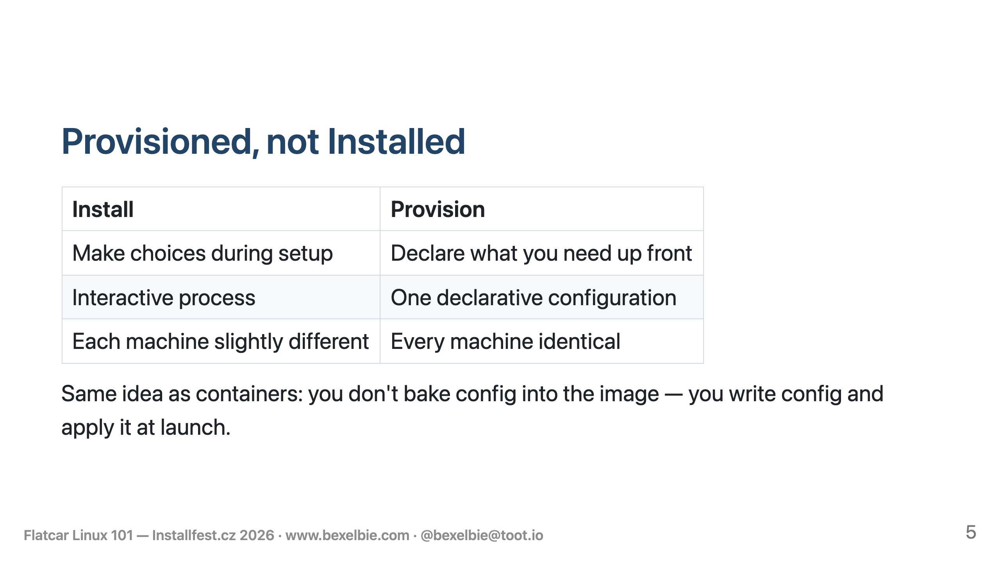 Provisioned, not Installed
Install Provision
Make choices during setup Declare what you need up front
Interactive process One declarative configuration
Each machine slightly different Every machine identical
Same idea as containers: you don't bake config into the image — you write config and
apply it at launch.
Flatcar Linux 101 — Installfest.cz 2026 · www.bexelbie.com · @bexelbie@toot.io 5